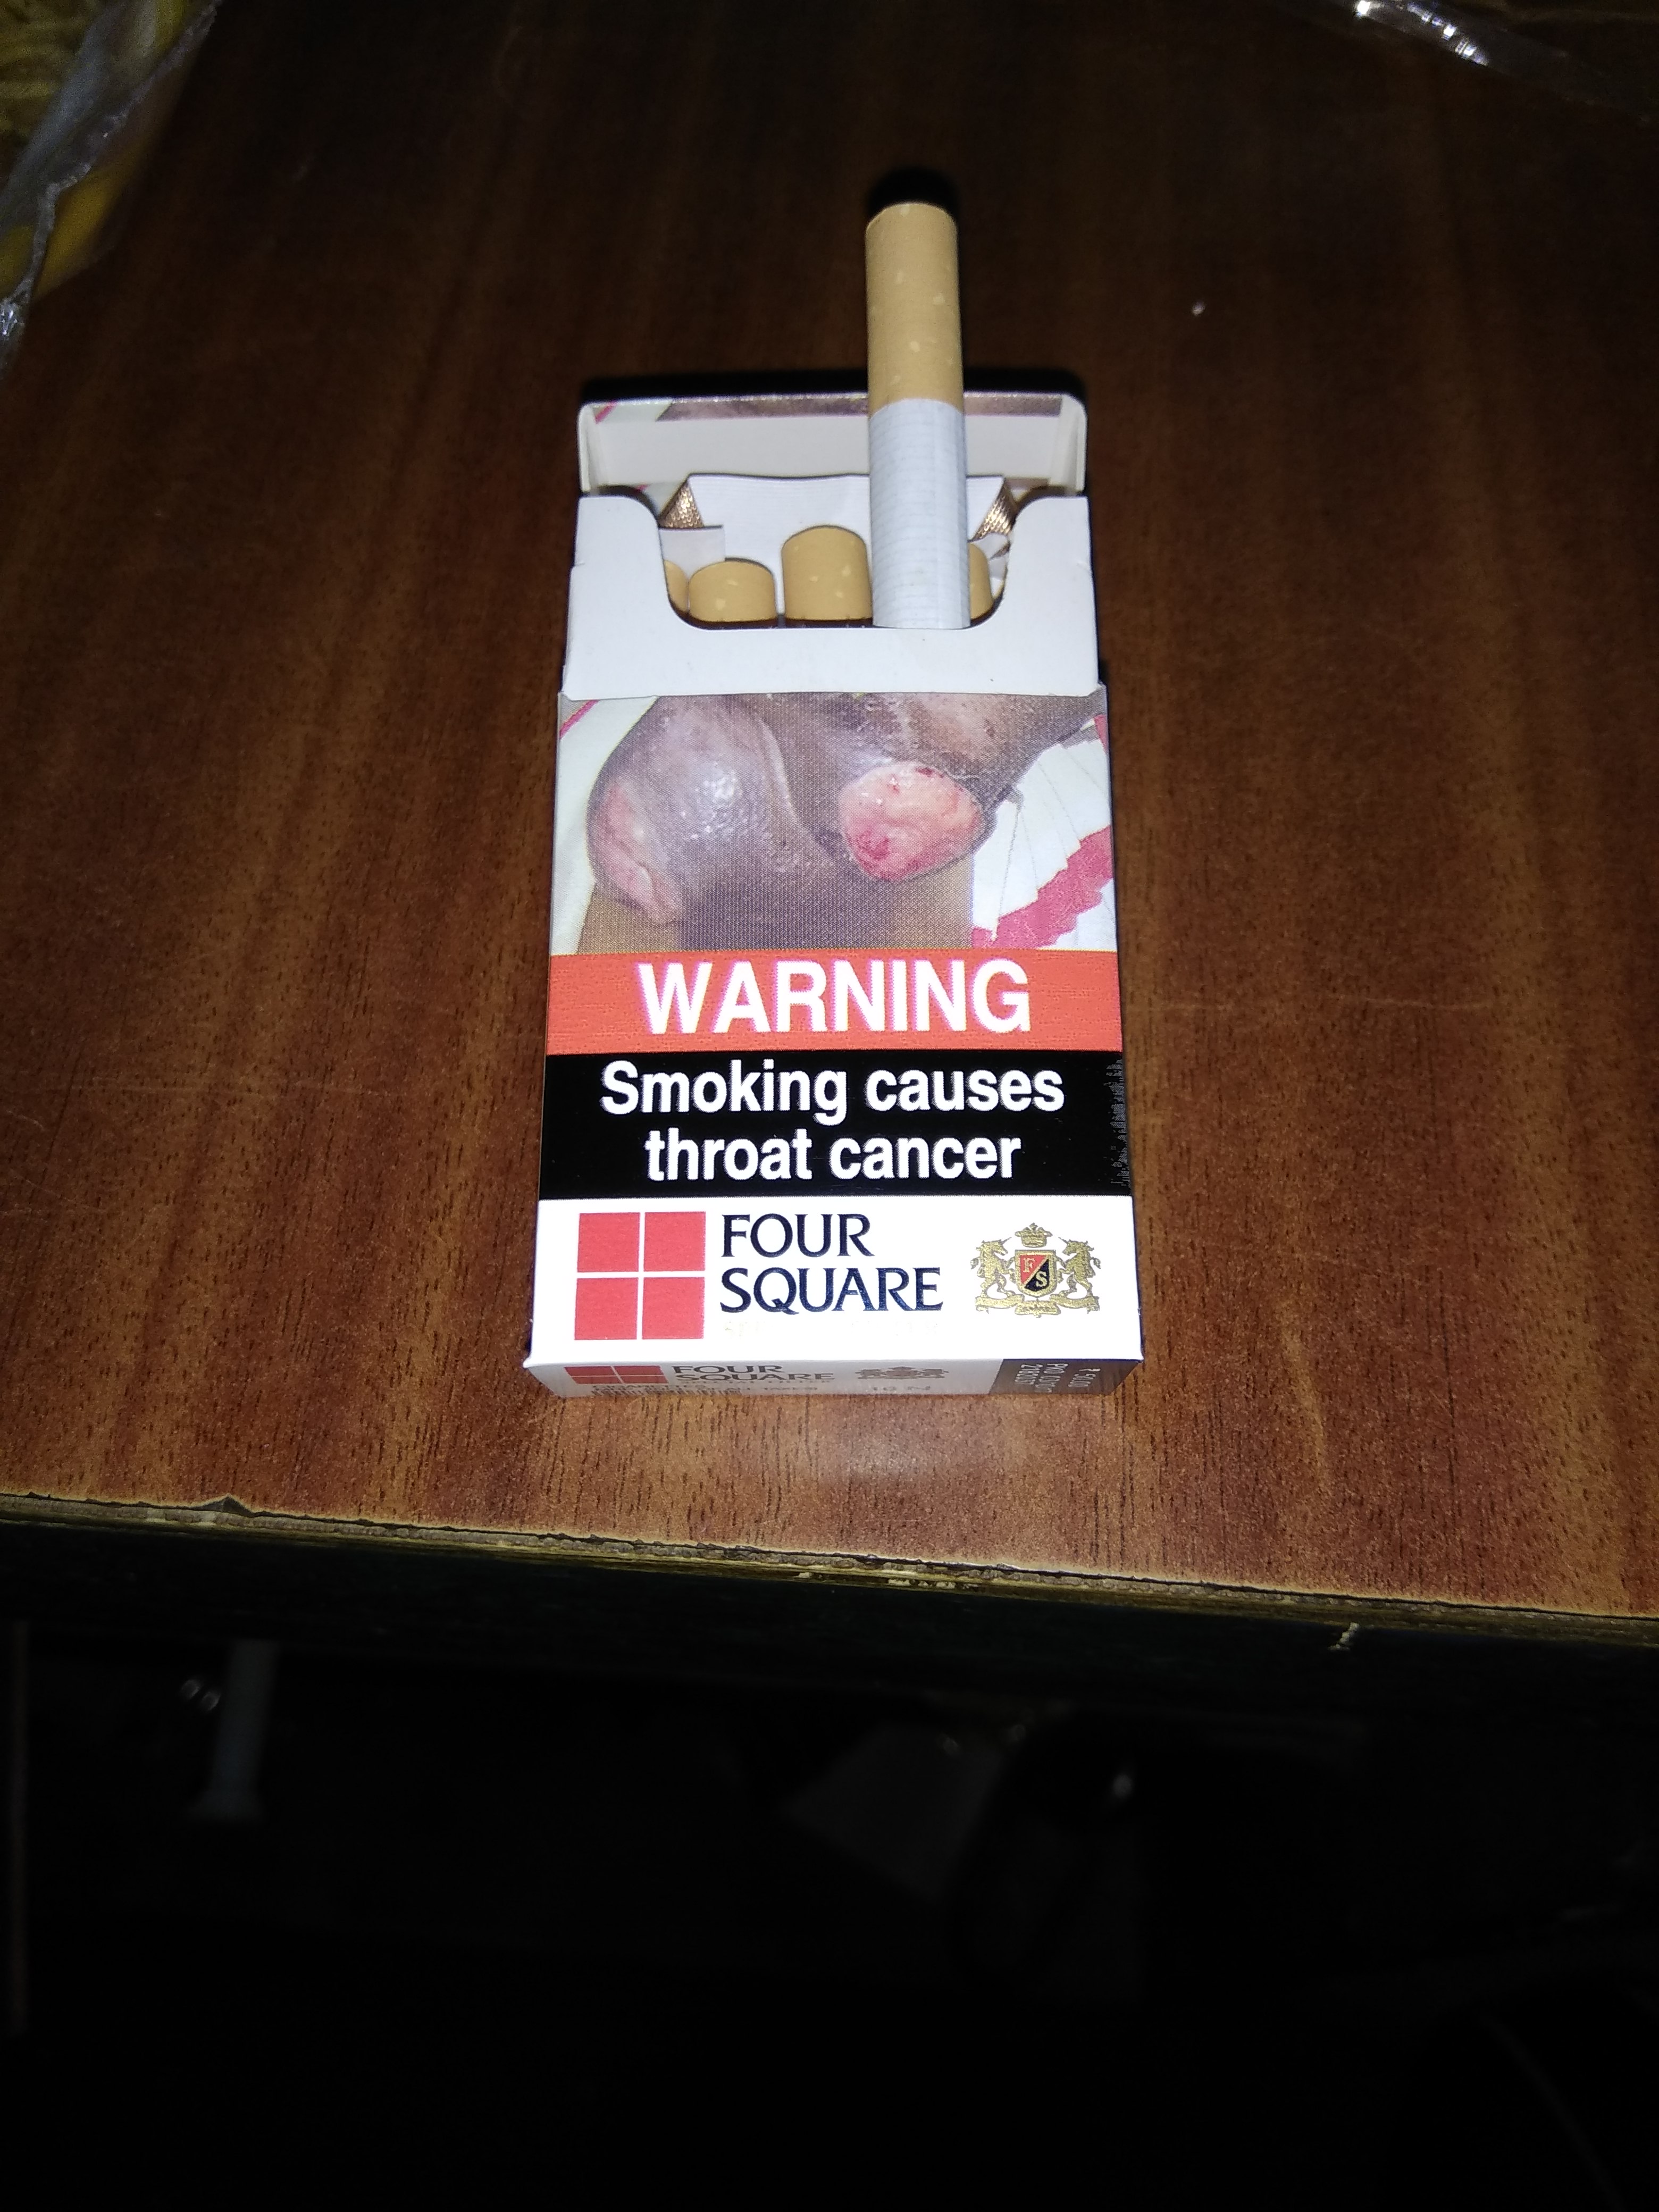 WARNING
Smoking causes
throat cancer
FOUR
SQUARE
F
S
FOUR
SQUARE